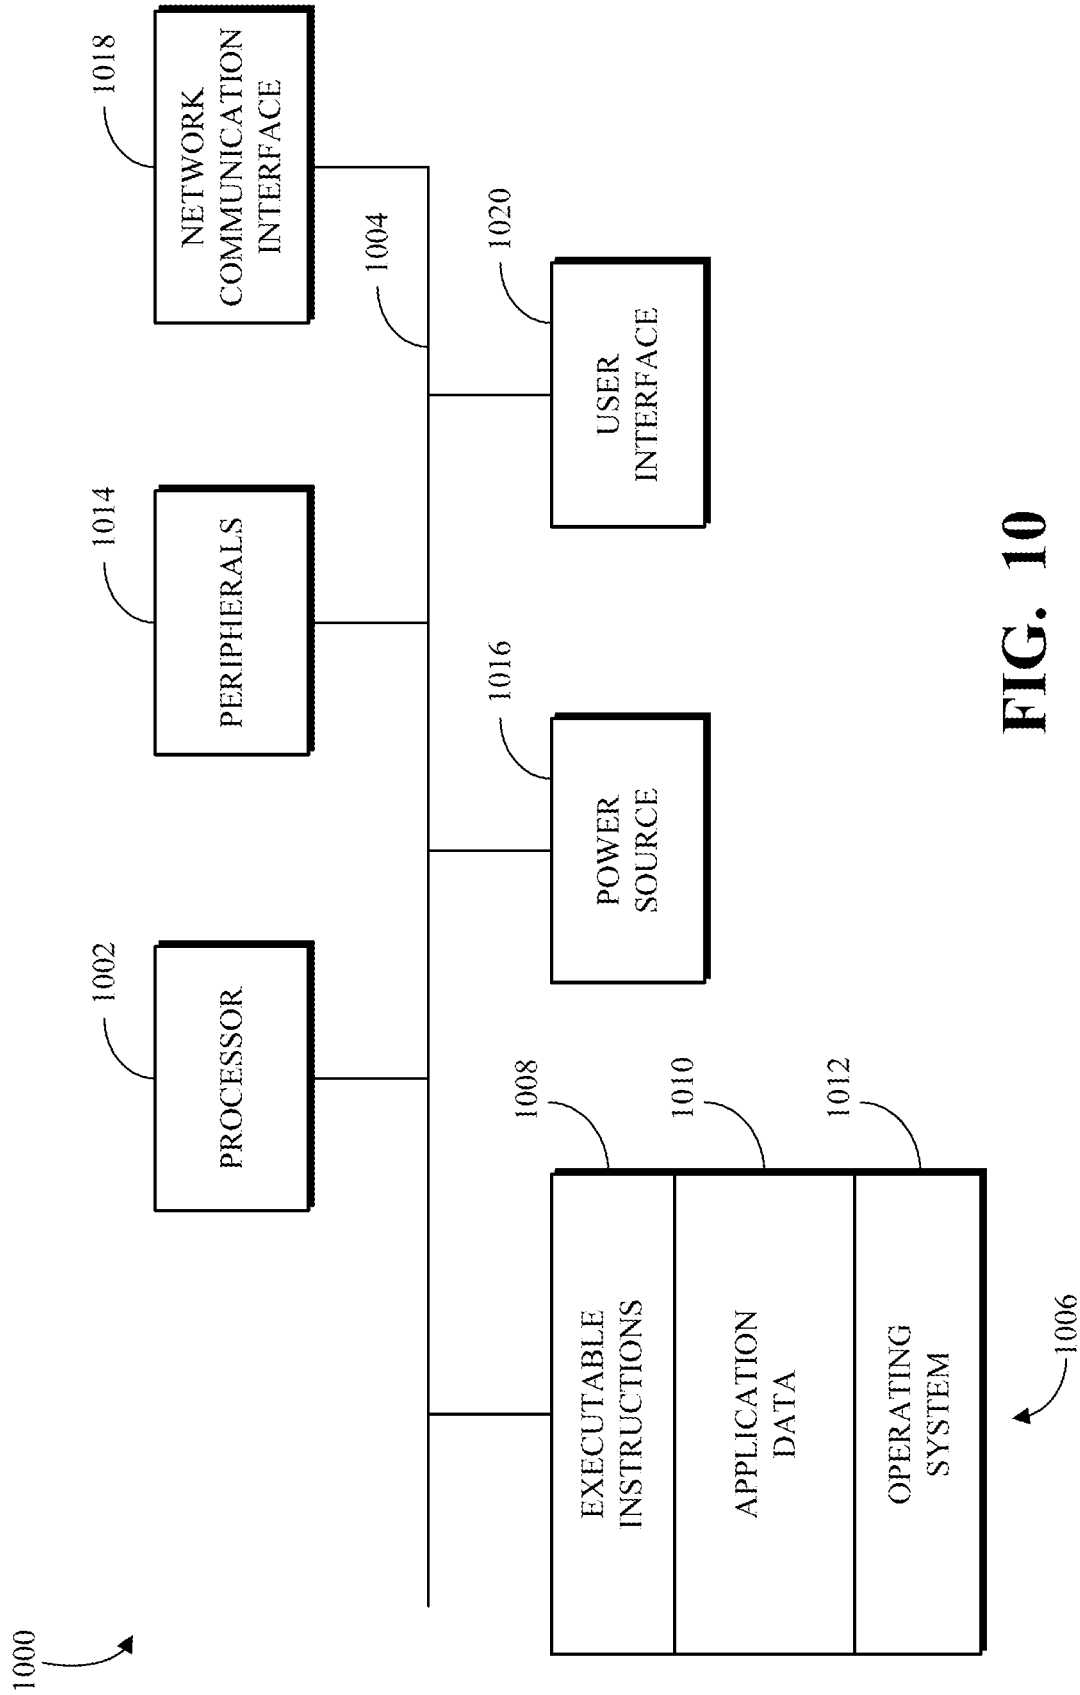 1000
1002
PROCESSOR
1014
PERIPHERALS
1018
NETWORK
COMMUNICATION
INTERFACE
1004
1008
EXECUTABLE
INSTRUCTIONS
1010
APPLICATION
DATA
1012
OPERATING
SYSTEM
1006
1016
POWER
SOURCE
1020
USER
INTERFACE
FIG. 10